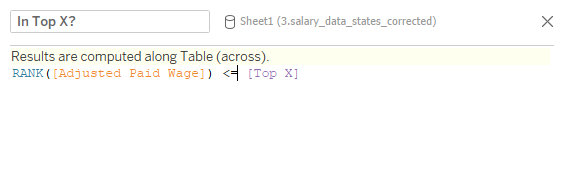 In Top X?
Sheet1 (3.salary_data_states_corrected)
Results are computed along Table (across).
RANK([Adjusted Paid Wage]) <= [Top X]